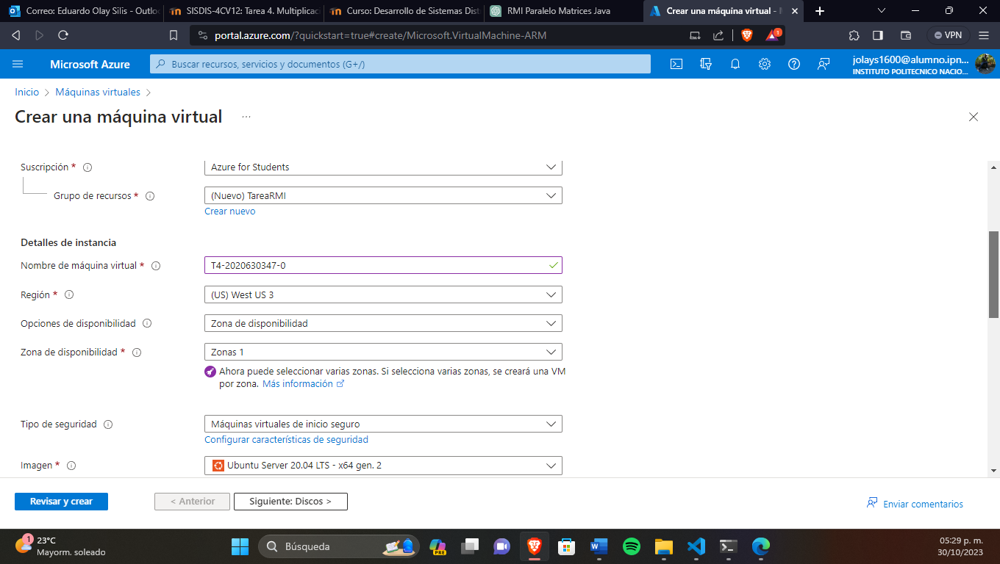 Correo: Eduardo Olay Silis - Outlo
SISDIS-4CV12: Tarea 4. Multiplicac
Curso: Desarrollo de Sistemas Dist
RMI Paralelo Matrices Java
Crear una máquina virtual - M
portal.azure.com/?quickstart=true#create/Microsoft.VirtualMachine-ARM
1
VPN
Microsoft Azure
Buscar recursos, servicios y documentos (G+/)
jolays1600@alumno.ipn...
INSTITUTO POLITECNICO NACIO...
Inicio > Máquinas virtuales >
Crear una máquina virtual ...
Suscripción *
Azure for Students
Grupo de recursos *
(Nuevo) TareaRMI
Crear nuevo
Detalles de instancia
Nombre de máquina virtual *
T4-2020630347-0
Región *
(US) West US 3
Opciones de disponibilidad
Zona de disponibilidad
Zona de disponibilidad *
Zonas 1
Ahora puede seleccionar varias zonas. Si selecciona varias zonas, se creará una VM
por zona. Más información
Tipo de seguridad
Máquinas virtuales de inicio seguro
Configurar características de seguridad
Imagen *
Ubuntu Server 20.04 LTS - x64 gen. 2
Revisar y crear
< Anterior
Siguiente: Discos >
Enviar comentarios
1
23°C
Mayorm. soleado
Búsqueda
PRE
05:29 p. m.
30/10/2023